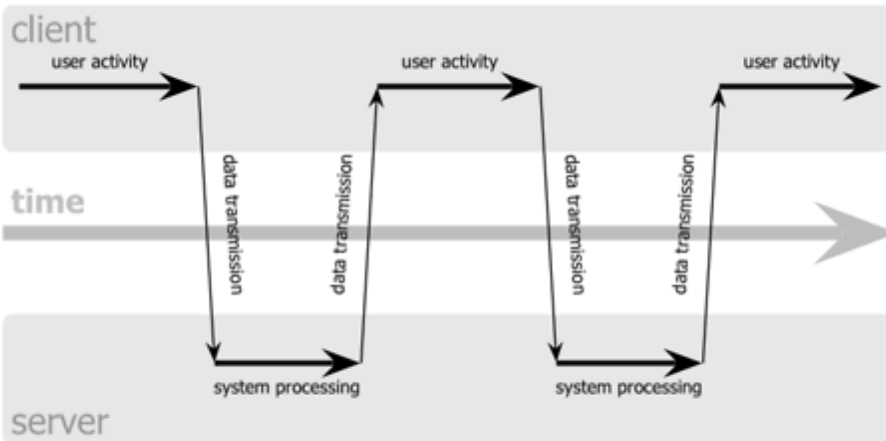 client
user activity
user activity
user activity
data transmission
data transmission
data transmission
data transmission
time
system processing
system processing
server